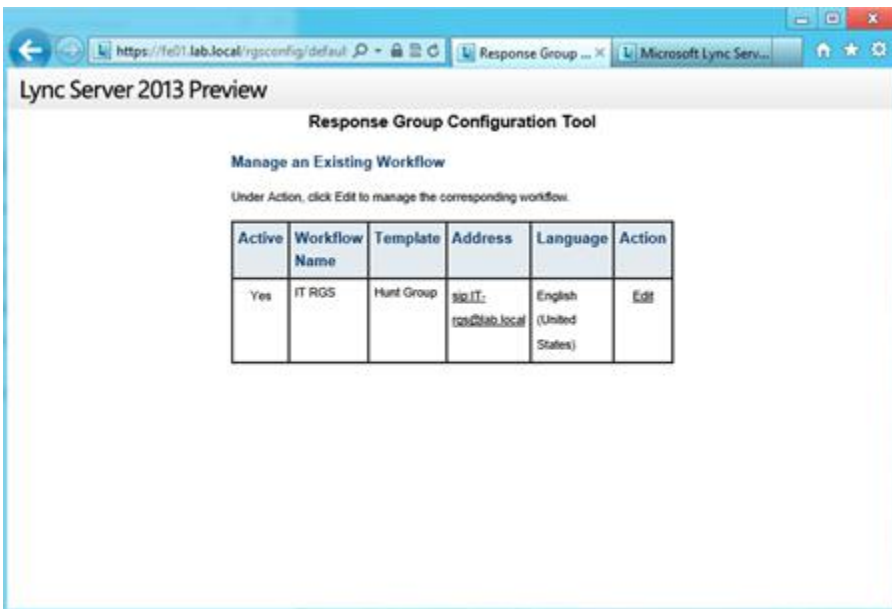 https://fe01.lab.local/rgsconfig/defaul
Response Group ...
Microsoft Lync Serv...
Lync Server 2013 Preview
Response Group Configuration Tool
Manage an Existing Workflow
Under Action, click Edit to manage the corresponding workflow.
Active Workflow Name Template Address Language Action
Yes IT RGS Hunt Group sip:IT-rgs@lab.local English (United States) Edit